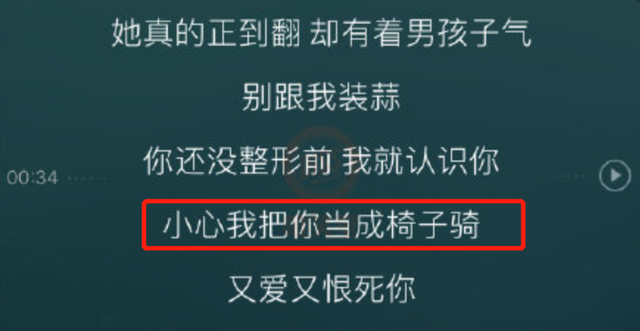 她真的正到翻 却有着男孩子气
别跟我装蒜
你还没整形前 我就认识你
00:34
小心我把你当成椅子骑
又爱又恨死你